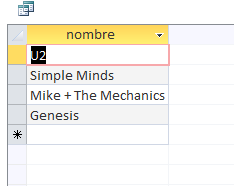 nombre
U2
Simple Minds
Mike + The Mechanics
Genesis